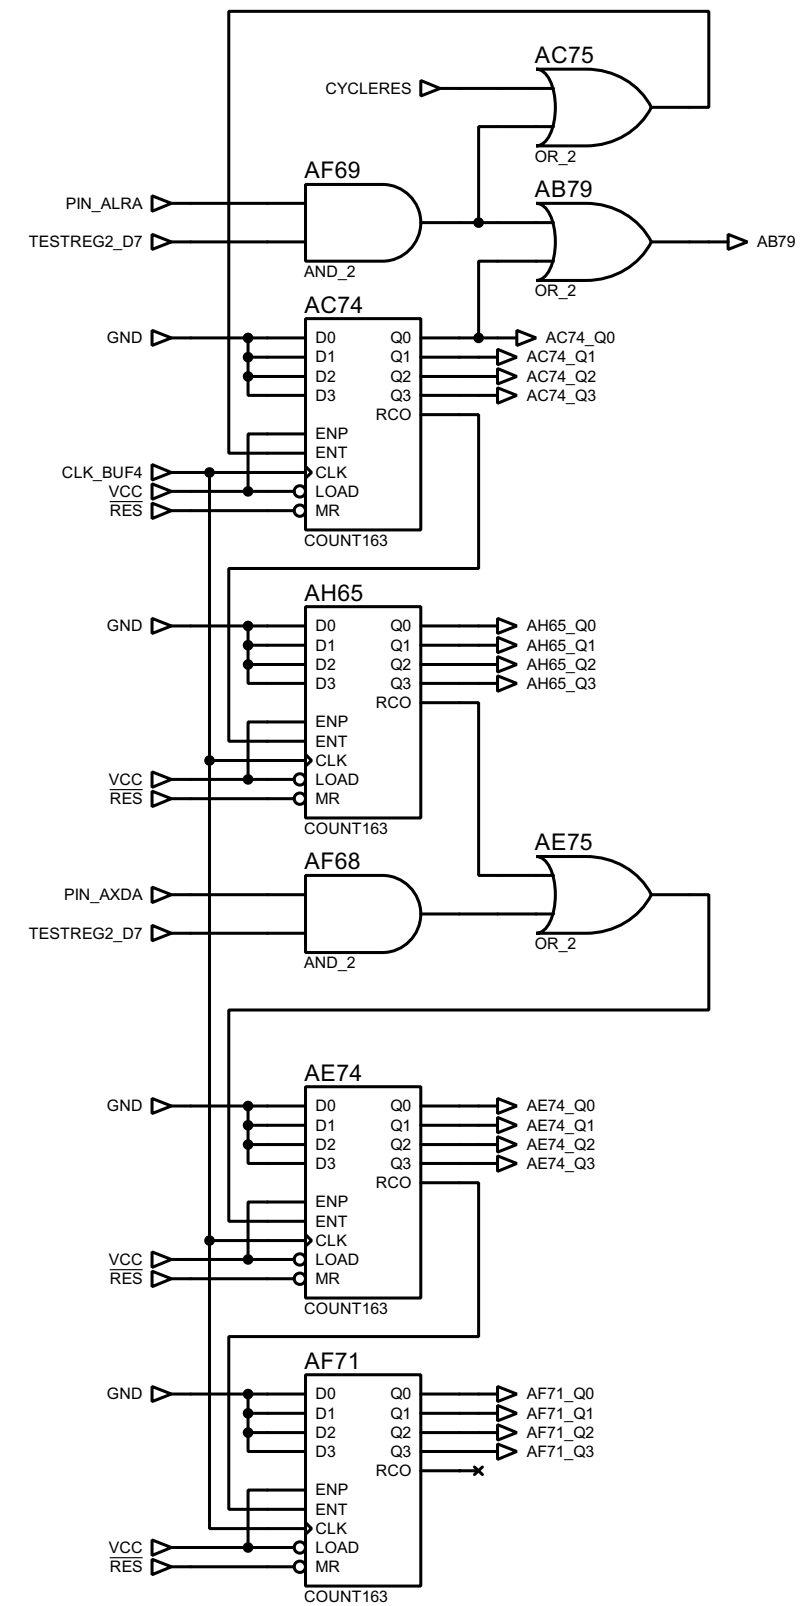 AC75
CYCLERES
OR_2
AF69
AB79
PIN_ALRA
TESTREG2_D7
AB79
AND_2
OR_2
AC74
GND D0 Q0 AC74_Q0
D1 Q1 AC74_Q1
D2 Q2 AC74_Q2
D3 Q3 AC74_Q3
RCO
ENP
ENT
CLK_BUF4 CLK
VCC LOAD
RES MR
COUNT163
AH65
GND D0 Q0 AH65_Q0
D1 Q1 AH65_Q1
D2 Q2 AH65_Q2
D3 Q3 AH65_Q3
RCO
ENP
ENT
CLK
VCC LOAD
RES MR
COUNT163
AE75
AF68
PIN_AXDA
TESTREG2_D7
OR_2
AND_2
AE74
GND D0 Q0 AE74_Q0
D1 Q1 AE74_Q1
D2 Q2 AE74_Q2
D3 Q3 AE74_Q3
RCO
ENP
ENT
CLK
VCC LOAD
RES MR
COUNT163
AF71
GND D0 Q0 AF71_Q0
D1 Q1 AF71_Q1
D2 Q2 AF71_Q2
D3 Q3 AF71_Q3
RCO
ENP
ENT
CLK
VCC LOAD
RES MR
COUNT163